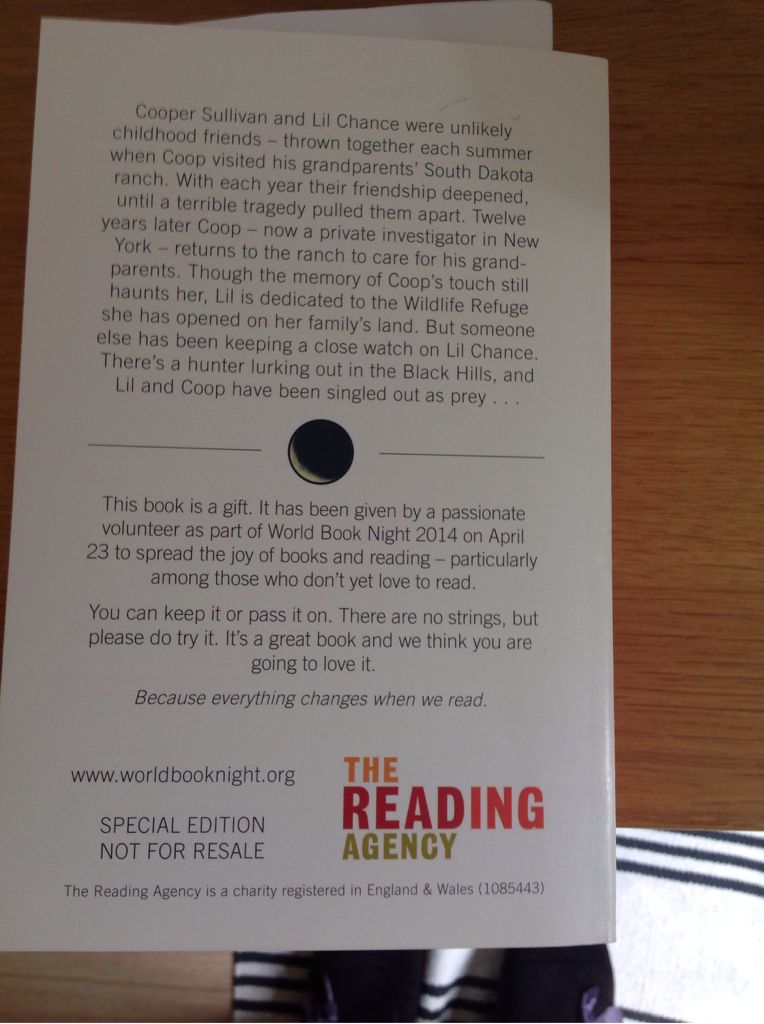 Cooper Sullivan and Lil Chance were unlikely
childhood friends – thrown together each summer
when Coop visited his grandparents' South Dakota
ranch. With each year their friendship deepened,
until a terrible tragedy pulled them apart. Twelve
years later Coop – now a private investigator in New
York – returns to the ranch to care for his grand-
parents. Though the memory of Coop's touch still
haunts her, Lil is dedicated to the Wildlife Refuge
she has opened on her family's land. But someone
else has been keeping a close watch on Lil Chance.
There's a hunter lurking out in the Black Hills, and
Lil and Coop have been singled out as prey . . .
This book is a gift. It has been given by a passionate
volunteer as part of World Book Night 2014 on April
23 to spread the joy of books and reading – particularly
among those who don't yet love to read.
You can keep it or pass it on. There are no strings, but
please do try it. It's a great book and we think you are
going to love it.
Because everything changes when we read.
www.worldbooknight.org
SPECIAL EDITION
NOT FOR RESALE
THE
READING
AGENCY
The Reading Agency is a charity registered in England & Wales (1085443)